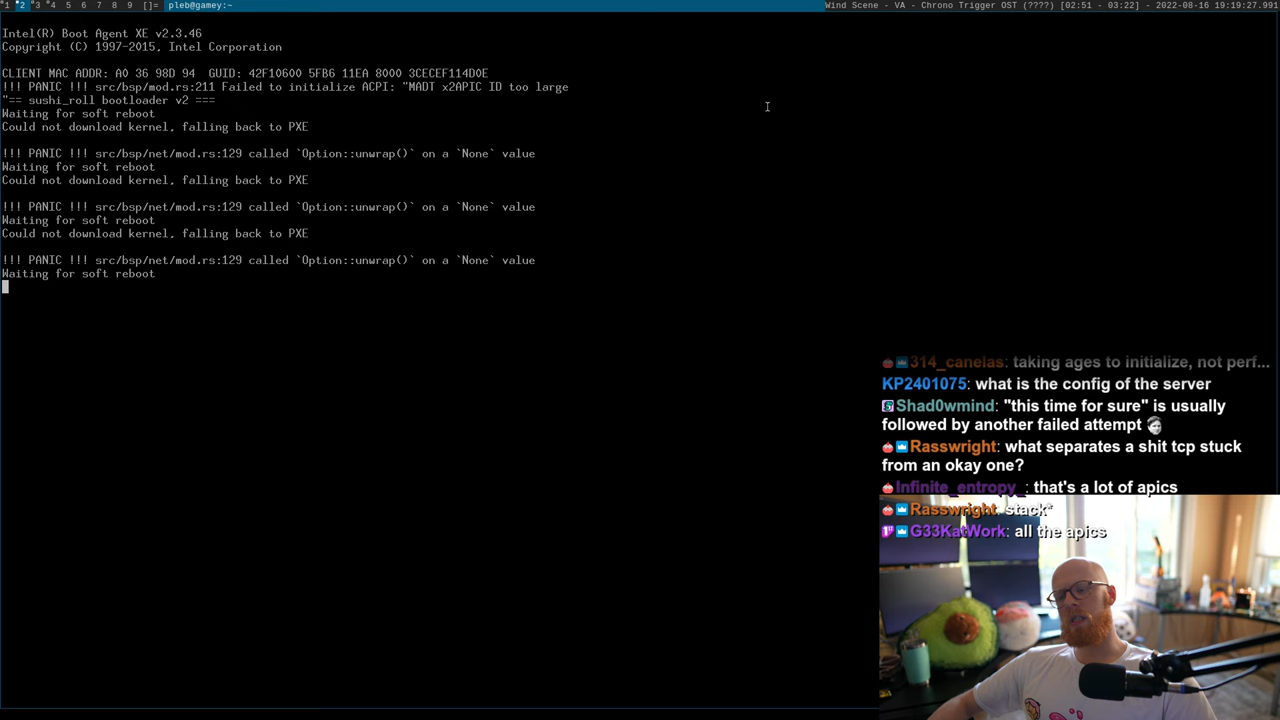 1 2 3 4 5 6 7 8 9 []= pleb@gamey:~ Wind Scene - VA - Chrono Trigger OST (????) [02:51 - 03:22] - 2022-08-16 19:19:27.991
Intel(R) Boot Agent XE v2.3.46
Copyright (C) 1997-2015, Intel Corporation
CLIENT MAC ADDR: A0 36 98D 94  GUID: 42F10600 5FB6 11EA 8000 3CECEF114D0E
!!! PANIC !!! src/bsp/mod.rs:211 Failed to initialize ACPI: "MADT x2APIC ID too large
"== sushi_roll bootloader v2 ===
Waiting for soft reboot
Could not download kernel, falling back to PXE
!!! PANIC !!! src/bsp/net/mod.rs:129 called `Option::unwrap()` on a `None` value
Waiting for soft reboot
Could not download kernel, falling back to PXE
!!! PANIC !!! src/bsp/net/mod.rs:129 called `Option::unwrap()` on a `None` value
Waiting for soft reboot
Could not download kernel, falling back to PXE
!!! PANIC !!! src/bsp/net/mod.rs:129 called `Option::unwrap()` on a `None` value
Waiting for soft reboot
314_canelas: taking ages to initialize, not perf...
KP2401075: what is the config of the server
Shad0wmind: "this time for sure" is usually
followed by another failed attempt
Rasswright: what separates a shit tcp stuck
from an okay one?
Infinite_entropy_: that's a lot of apics
Rasswright: stack*
G33KatWork: all the apics